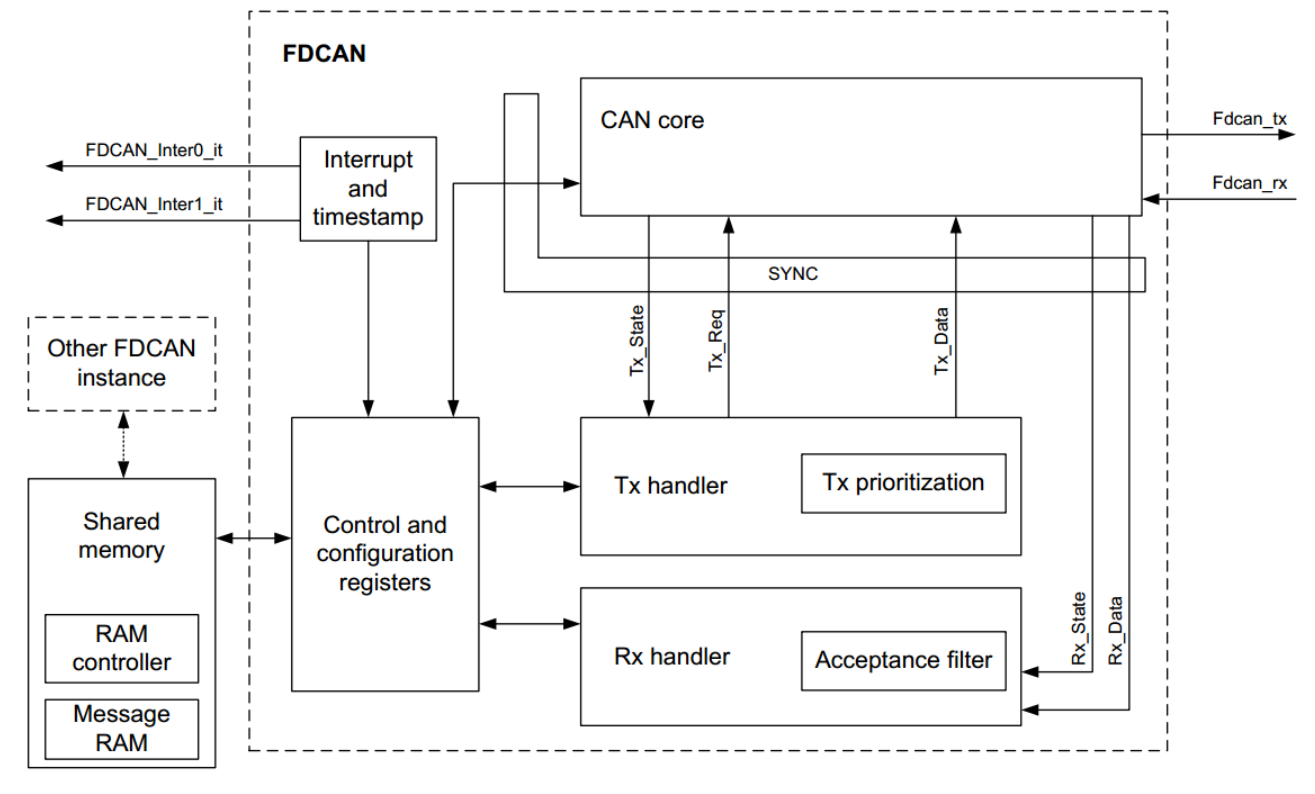 FDCAN
CAN core
Fdcan_tx
Fdcan_rx
FDCAN_Inter0_it
FDCAN_Inter1_it
Interrupt
and
timestamp
SYNC
Tx_State
Tx_Req
Tx_Data
Other FDCAN
instance
Shared
memory
RAM
controller
Message
RAM
Control and
configuration
registers
Tx handler
Tx prioritization
Rx handler
Acceptance filter
Rx_State
Rx_Data